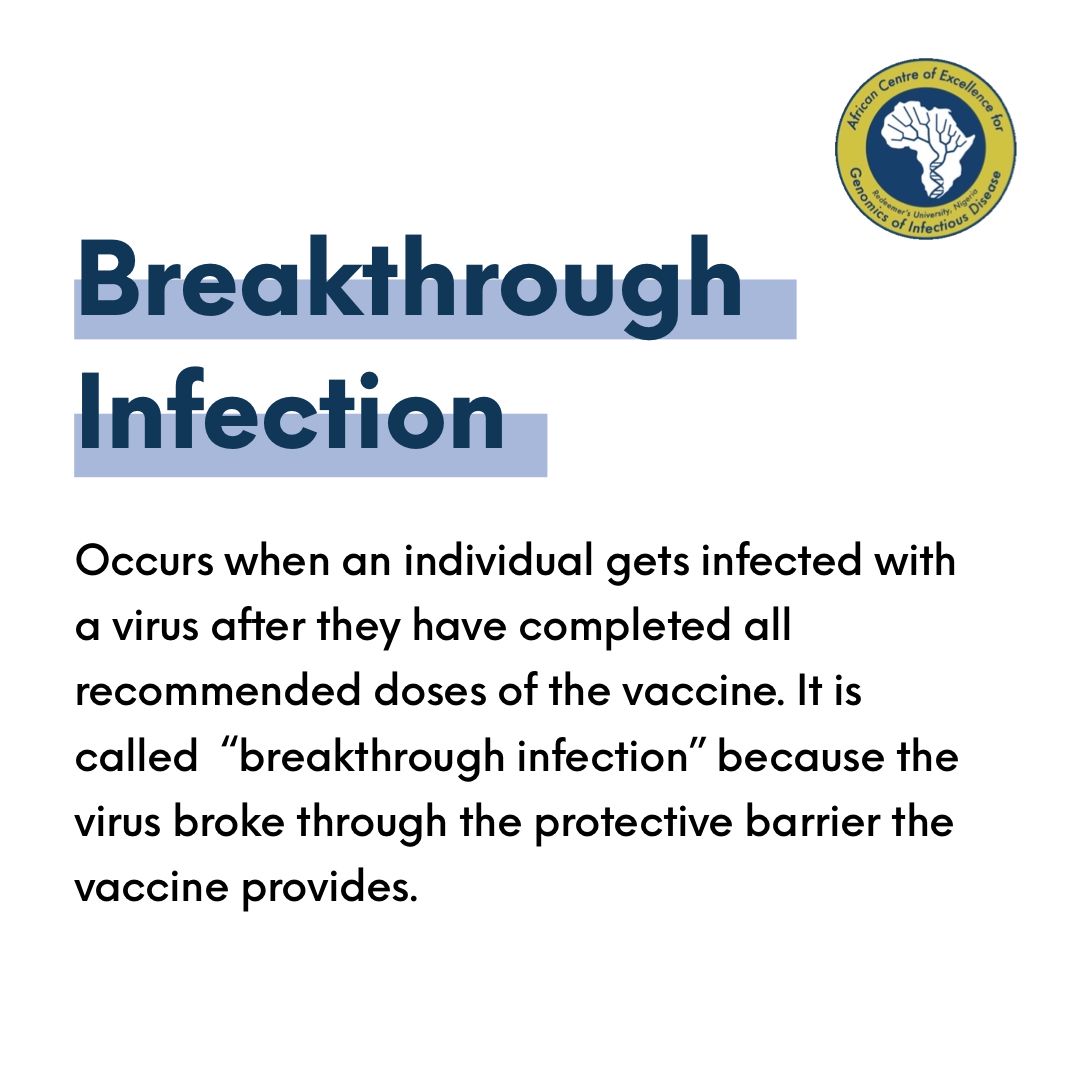 African Centre of Excellence for
Genomics of Infectious Disease
Redeemer's University, Nigeria
Breakthrough
Infection
Occurs when an individual gets infected with
a virus after they have completed all
recommended doses of the vaccine. It is
called “breakthrough infection” because the
virus broke through the protective barrier the
vaccine provides.